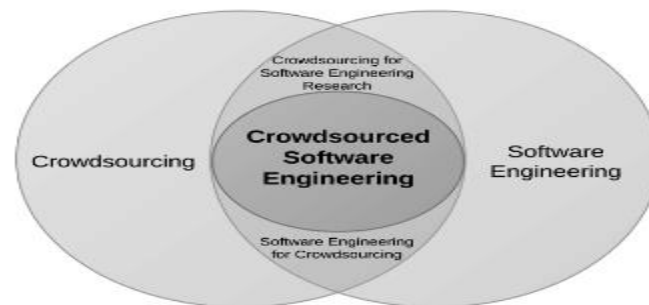 Crowdsourcing for
Software Engineering
Research
Crowdsourced
Software
Engineering
Crowdsourcing
Software
Engineering
Software Engineering
for Crowdsourcing